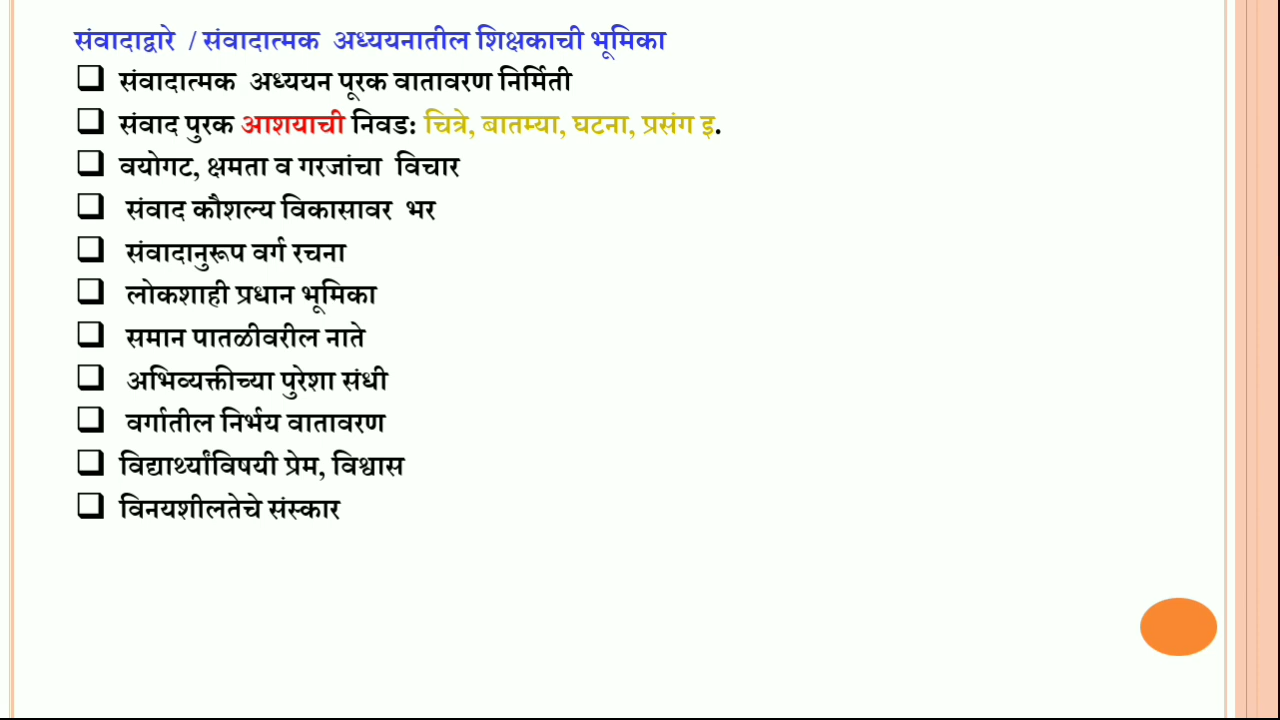 संवादाद्वारे / संवादात्मक अध्ययनातील शिक्षकाची भूमिका
❑ संवादात्मक अध्ययन पूरक वातावरण निर्मिती
❑ संवाद पुरक आशयाची निवड: चित्रे, बातम्या, घटना, प्रसंग इ.
❑ वयोगट, क्षमता व गरजांचा विचार
❑ संवाद कौशल्य विकासावर भर
❑ संवादानुरूप वर्ग रचना
❑ लोकशाही प्रधान भूमिका
❑ समान पातळीवरील नाते
❑ अभिव्यक्तीच्या पुरेशा संधी
❑ वर्गातील निर्भय वातावरण
❑ विद्यार्थ्यांविषयी प्रेम, विश्वास
❑ विनयशीलतेचे संस्कार